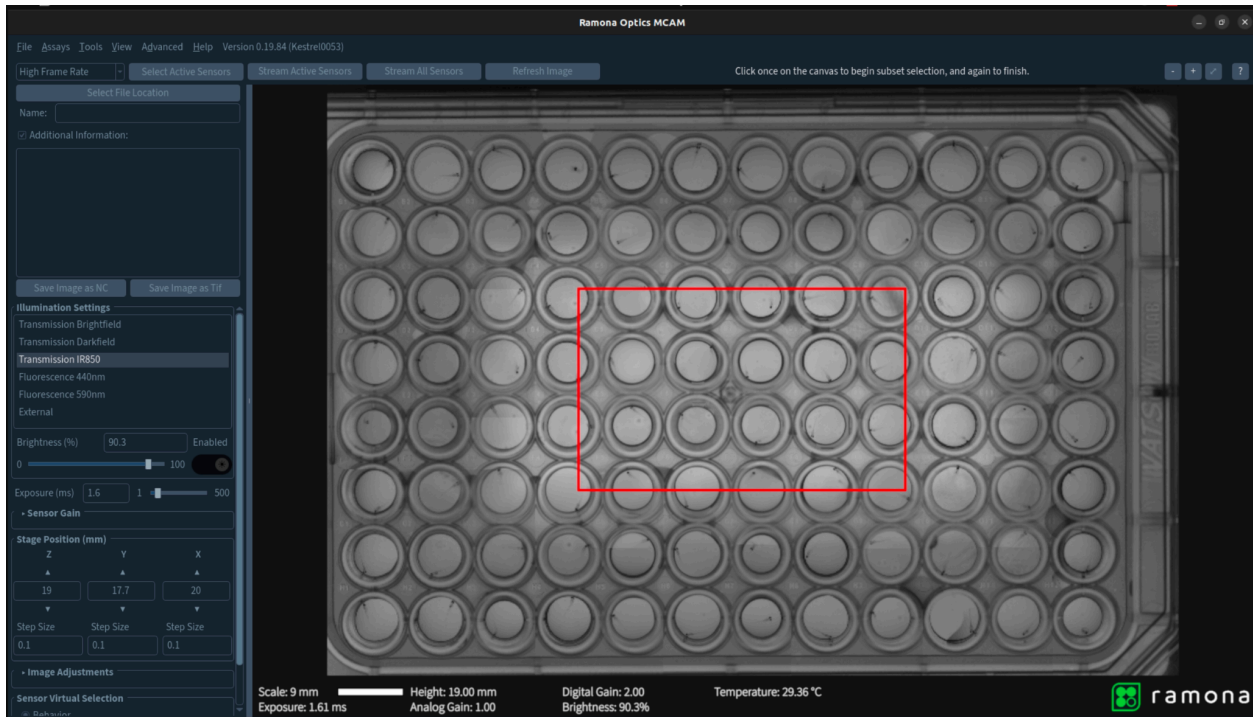 Ramona Optics MCAM
File Assays Tools View Advanced Help Version 0.19.84 (Kestrel0053)
High Frame Rate Select Active Sensors Stream Active Sensors Stream All Sensors Refresh Image Click once on the canvas to begin subset selection, and again to finish. - + ?
Select File Location
Name:
Additional Information:
Save Image as NC Save Image as Tif
Illumination Settings
Transmission Brightfield
Transmission Darkfield
Transmission IR850
Fluorescence 440nm
Fluorescence 590nm
External
Brightness (%) 90.3 Enabled
0 100
Exposure (ms) 1.6 1 500
Sensor Gain
Stage Position (mm)
Z Y X
19 17.7 20
Step Size Step Size Step Size
0.1 0.1 0.1
Image Adjustments
Sensor Virtual Selection
Behavior
Scale: 9 mm Height: 19.00 mm Digital Gain: 2.00 Temperature: 29.36 °C
Exposure: 1.61 ms Analog Gain: 1.00 Brightness: 90.3%
ramona